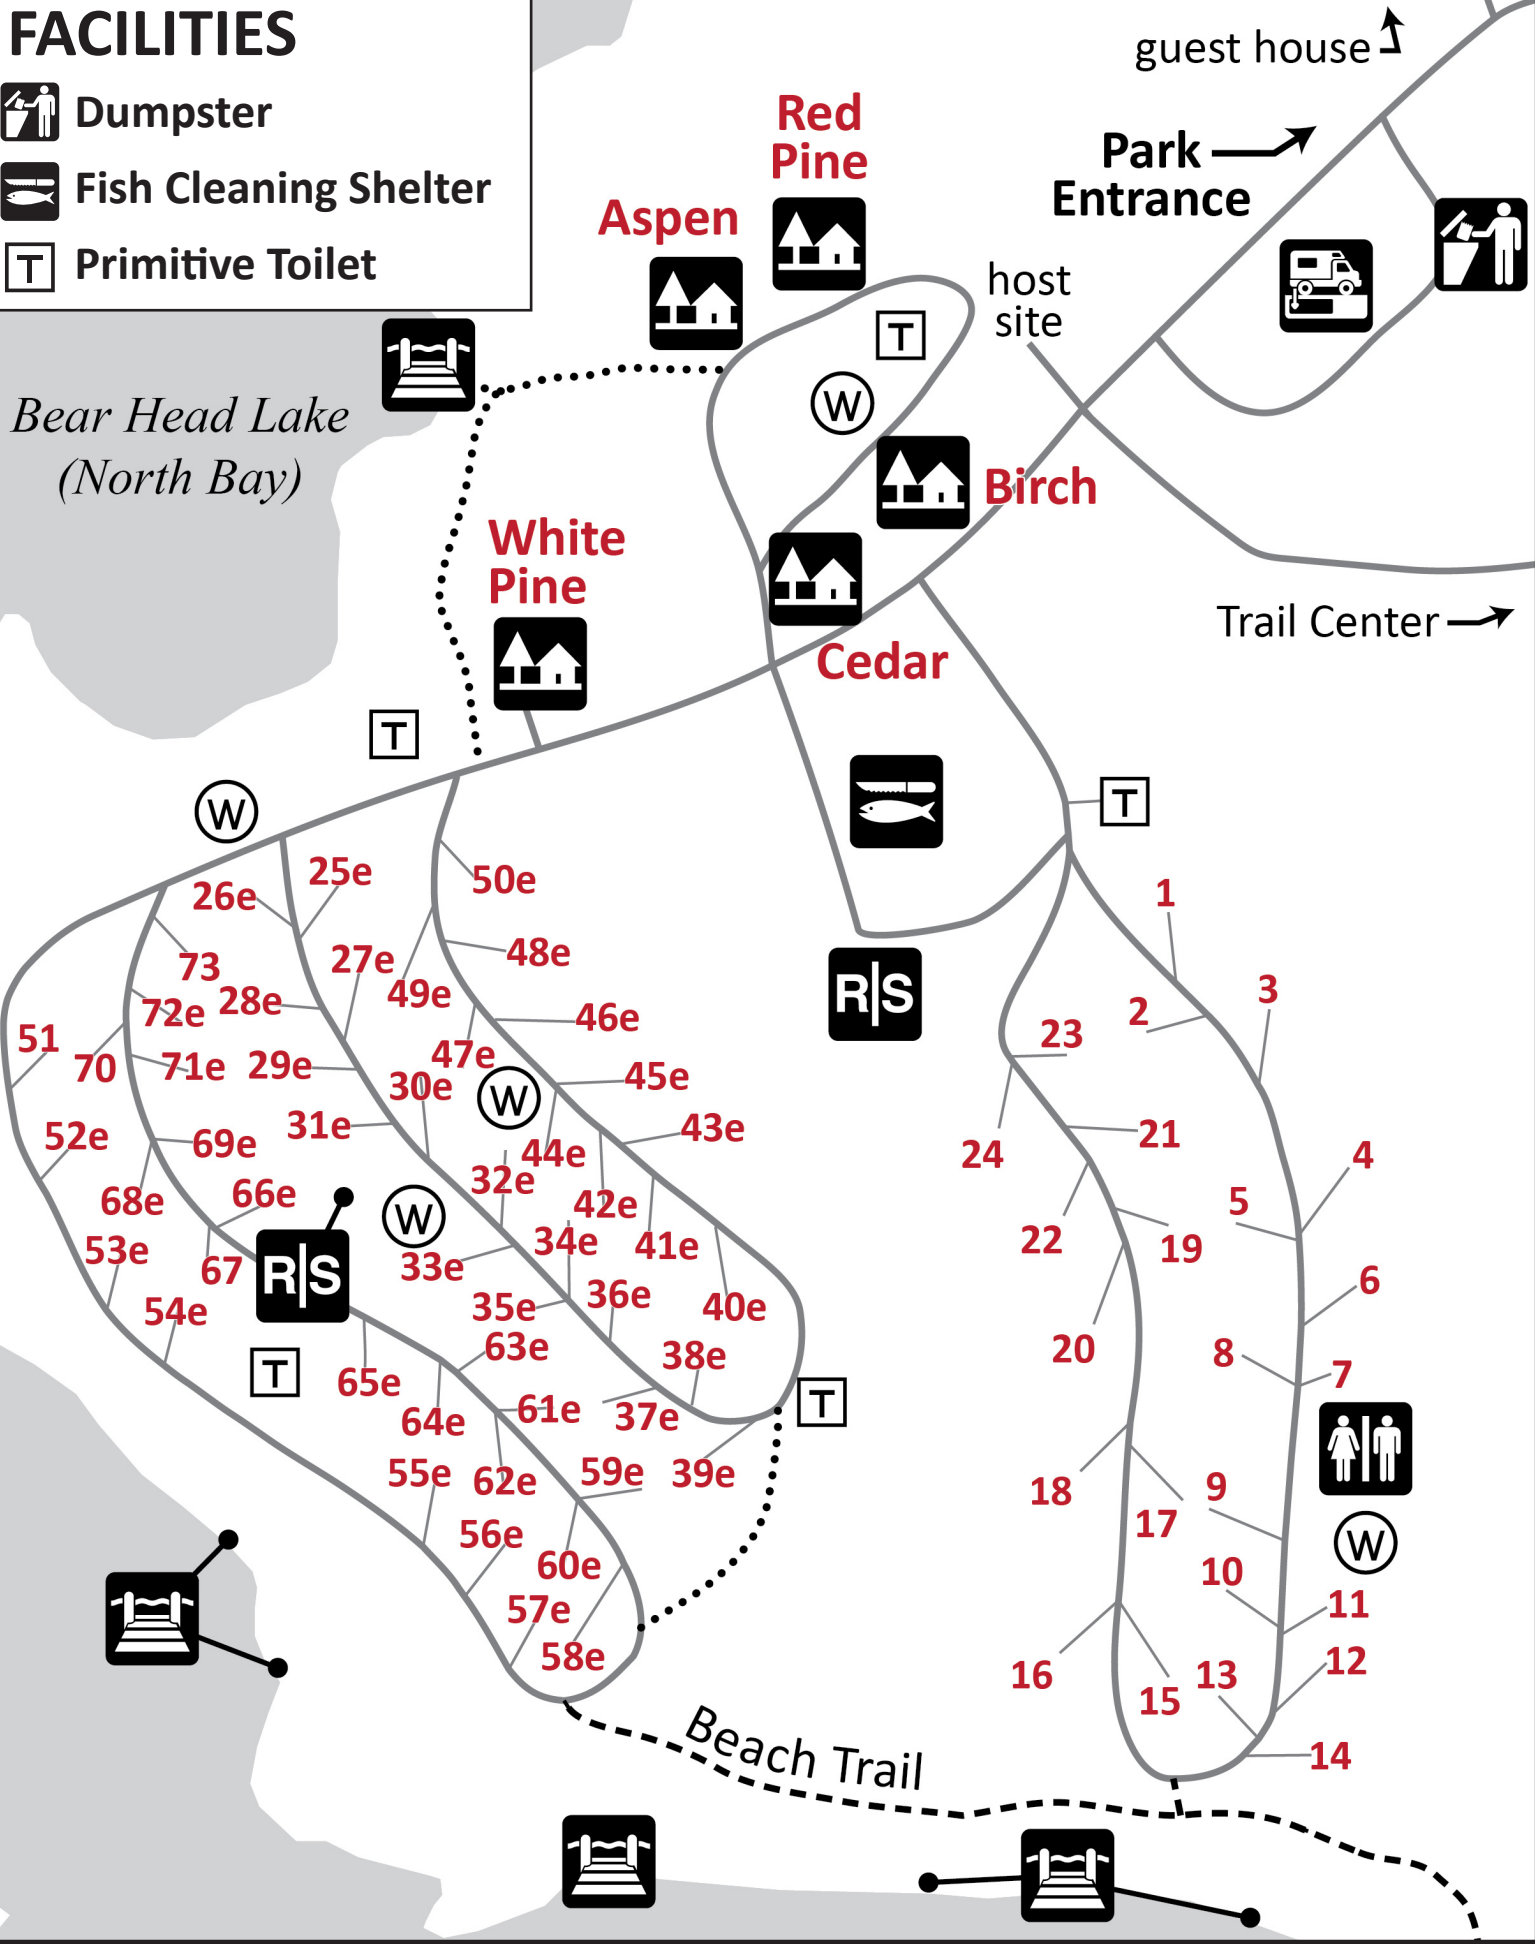 FACILITIES
Dumpster
Fish Cleaning Shelter
T Primitive Toilet
guest house
Park
Entrance
Red
Pine
Aspen
host
site
T
W
Bear Head Lake
(North Bay)
Birch
White
Pine
Trail Center
Cedar
T
W
T
25e
26e
50e
1
27e
48e
73
28e
49e
3
72e
2
46e
51
23
70
71e
29e
47e
30e
W
45e
52e
31e
43e
69e
21
44e
24
4
32e
68e
66e
42e
5
W
53e
34e
41e
22
19
67
R|S
33e
6
54e
35e
36e
40e
R|S
63e
38e
20
8
7
T
65e
61e
37e
T
64e
55e
62e
59e
39e
18
9
17
56e
W
60e
10
57e
11
58e
16
13
12
15
14
Beach Trail